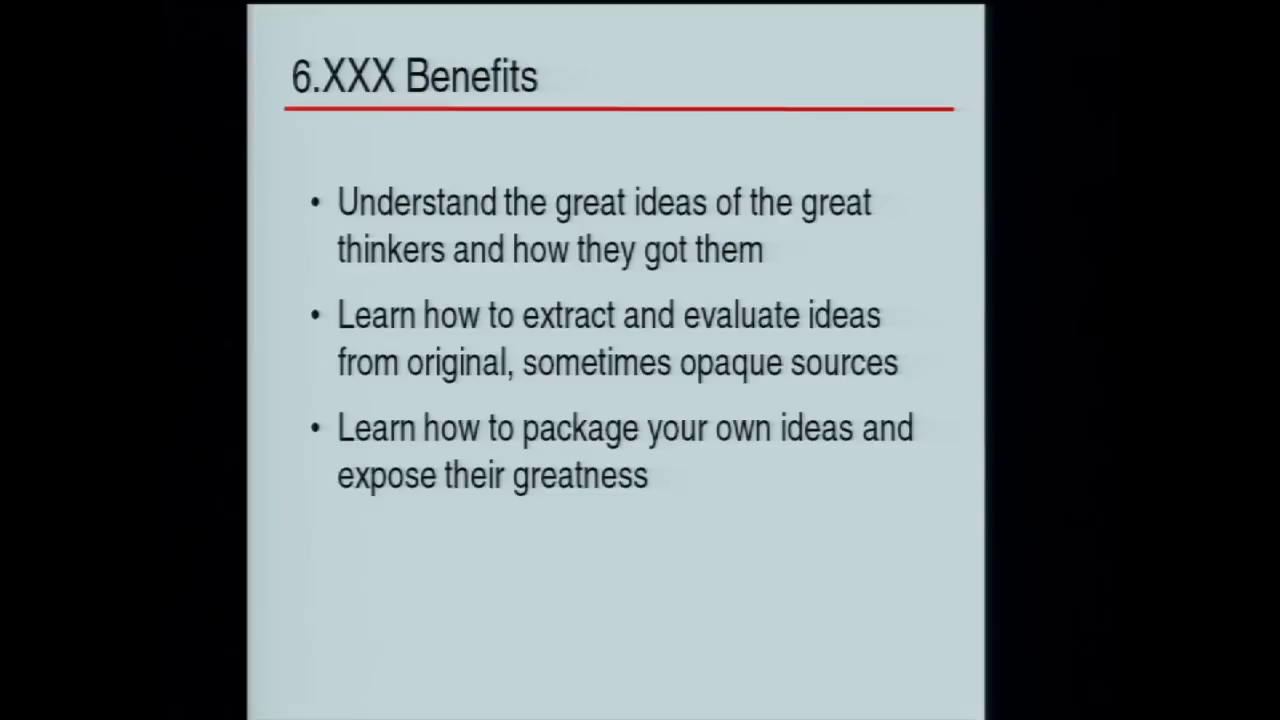 6.XXX Benefits
• Understand the great ideas of the great
thinkers and how they got them
• Learn how to extract and evaluate ideas
from original, sometimes opaque sources
• Learn how to package your own ideas and
expose their greatness